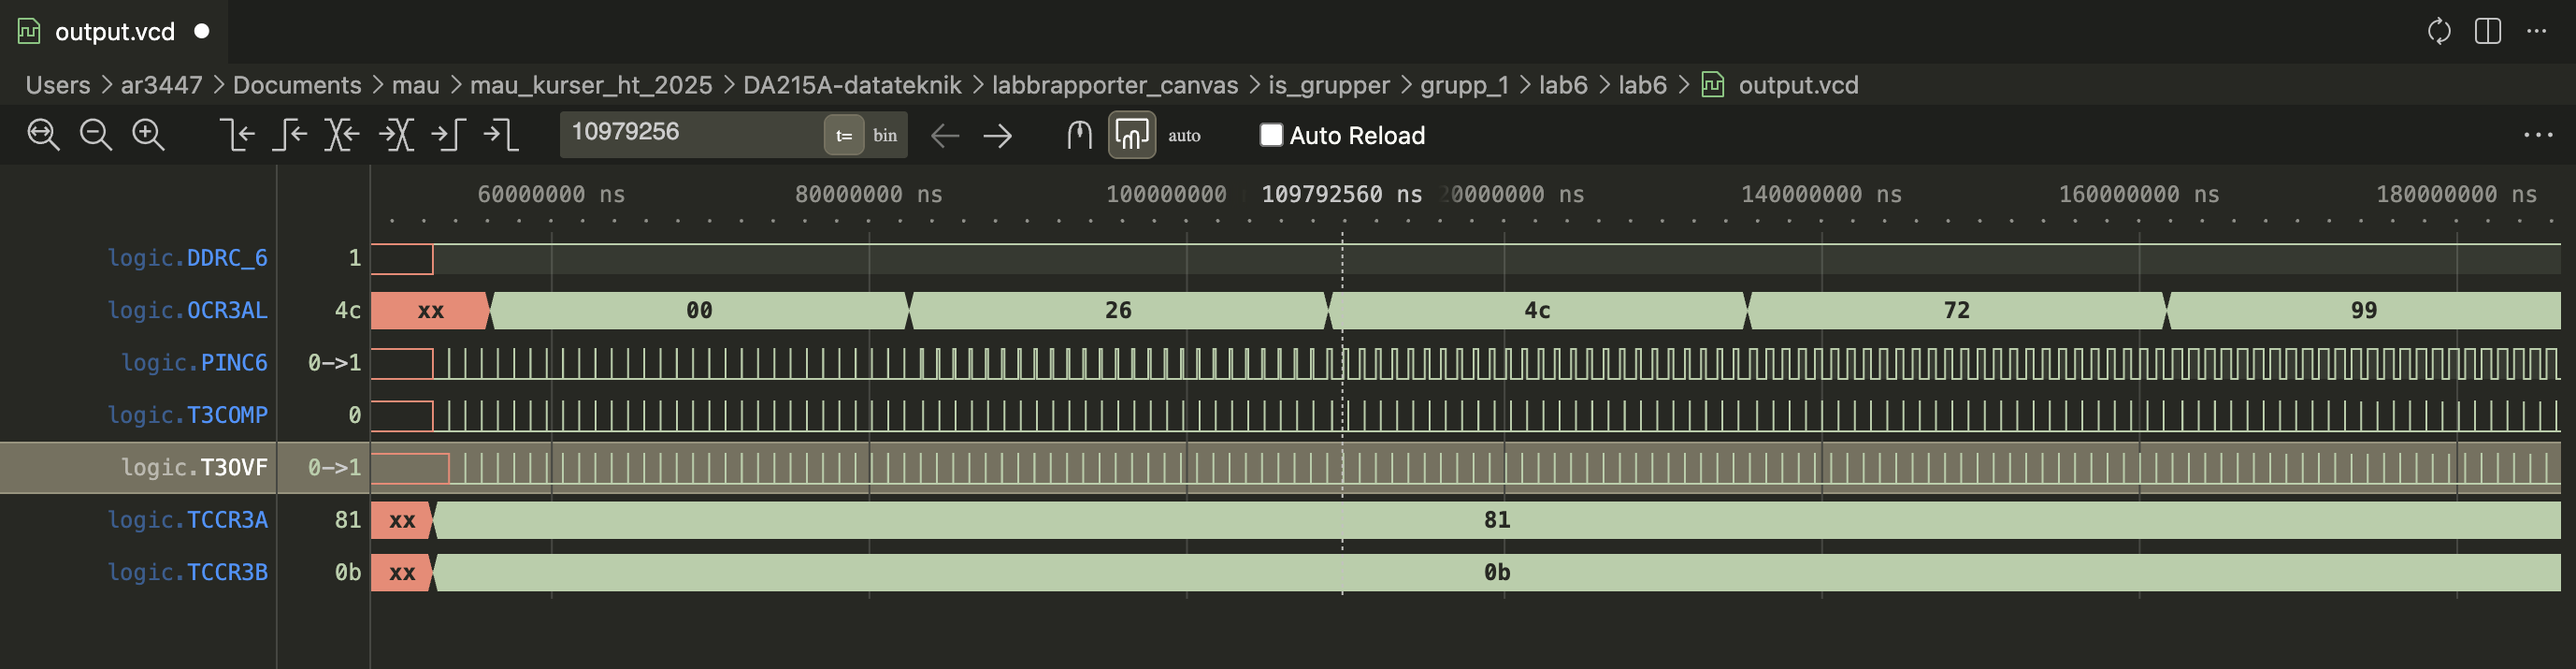 output.vcd
Users > ar3447 > Documents > mau > mau_kurser_ht_2025 > DA215A-datateknik > labbrapporter_canvas > is_grupper > grupp_1 > lab6 > lab6 > output.vcd
10979256 t= bin auto Auto Reload
60000000 ns 80000000 ns 100000000 109792560 ns 20000000 ns 140000000 ns 160000000 ns 180000000 ns
logic.DDRC_6 1
logic.OCR3AL 4c xx 00 26 4c 72 99
logic.PINC6 0->1
logic.T3COMP 0
logic.T3OVF 0->1
logic.TCCR3A 81 xx 81
logic.TCCR3B 0b xx 0b